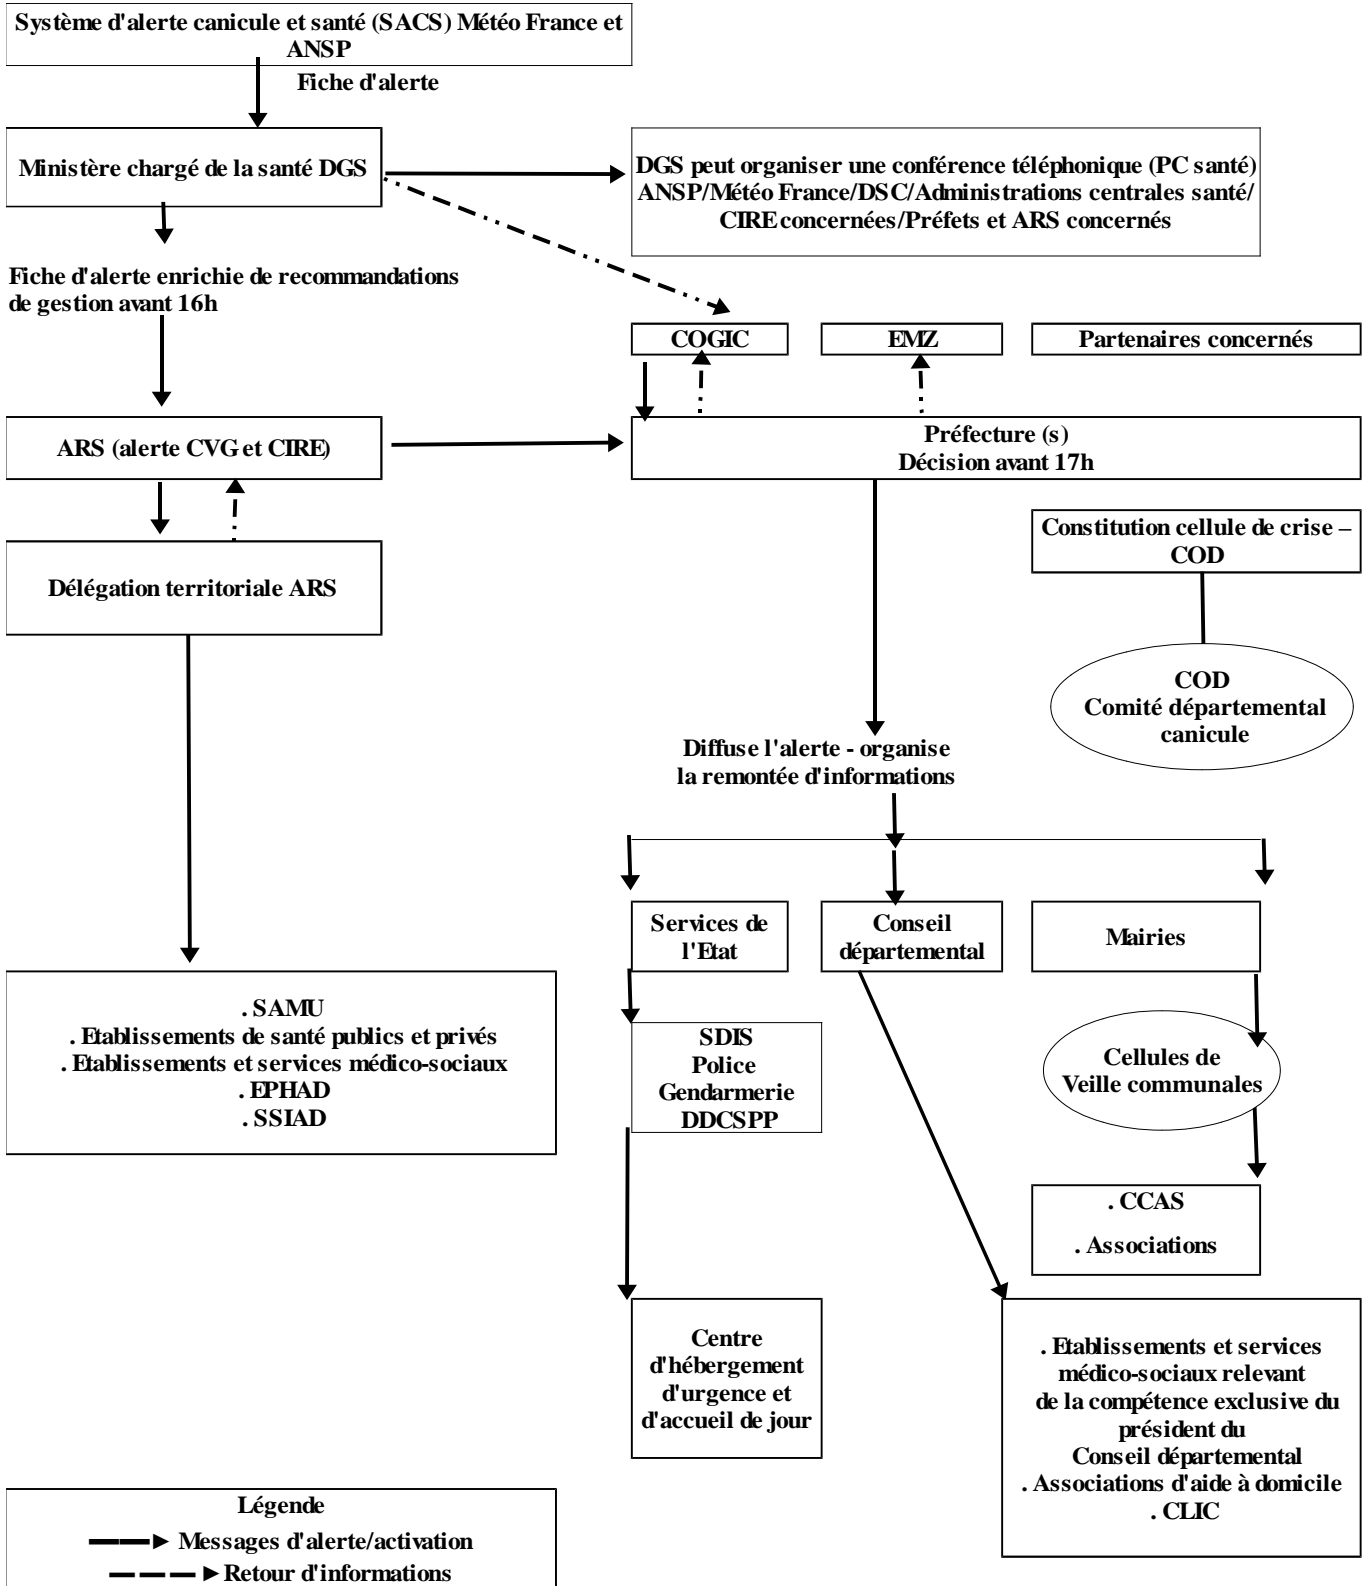 Système d'alerte canicule et santé (SACS) Météo France et
ANSP
Fiche d'alerte
Ministère chargé de la santé DGS
DGS peut organiser une conférence téléphonique (PC santé)
ANSP/Météo France/DSC/Administrations centrales santé/
CIRE concernées/Préfets et ARS concernés
Fiche d'alerte enrichie de recommandations
de gestion avant 16h
COGIC
EMZ
Partenaires concernés
ARS (alerte CVG et CIRE)
Préfecture (s)
Décision avant 17h
Constitution cellule de crise –
COD
Délégation territoriale ARS
COD
Comité départemental
canicule
Diffuse l'alerte - organise
la remontée d'informations
Services de
l'Etat
Conseil
départemental
Mairies
. SAMU
. Etablissements de santé publics et privés
. Etablissements et services médico-sociaux
. EPHAD
. SSIAD
SDIS
Police
Gendarmerie
DDCSPP
Cellules de
Veille communales
. CCAS
. Associations
Centre
d'hébergement
d'urgence et
d'accueil de jour
. Etablissements et services
médico-sociaux relevant
de la compétence exclusive du
président du
Conseil départemental
. Associations d'aide à domicile
. CLIC
Légende
Messages d'alerte/activation
Retour d'informations